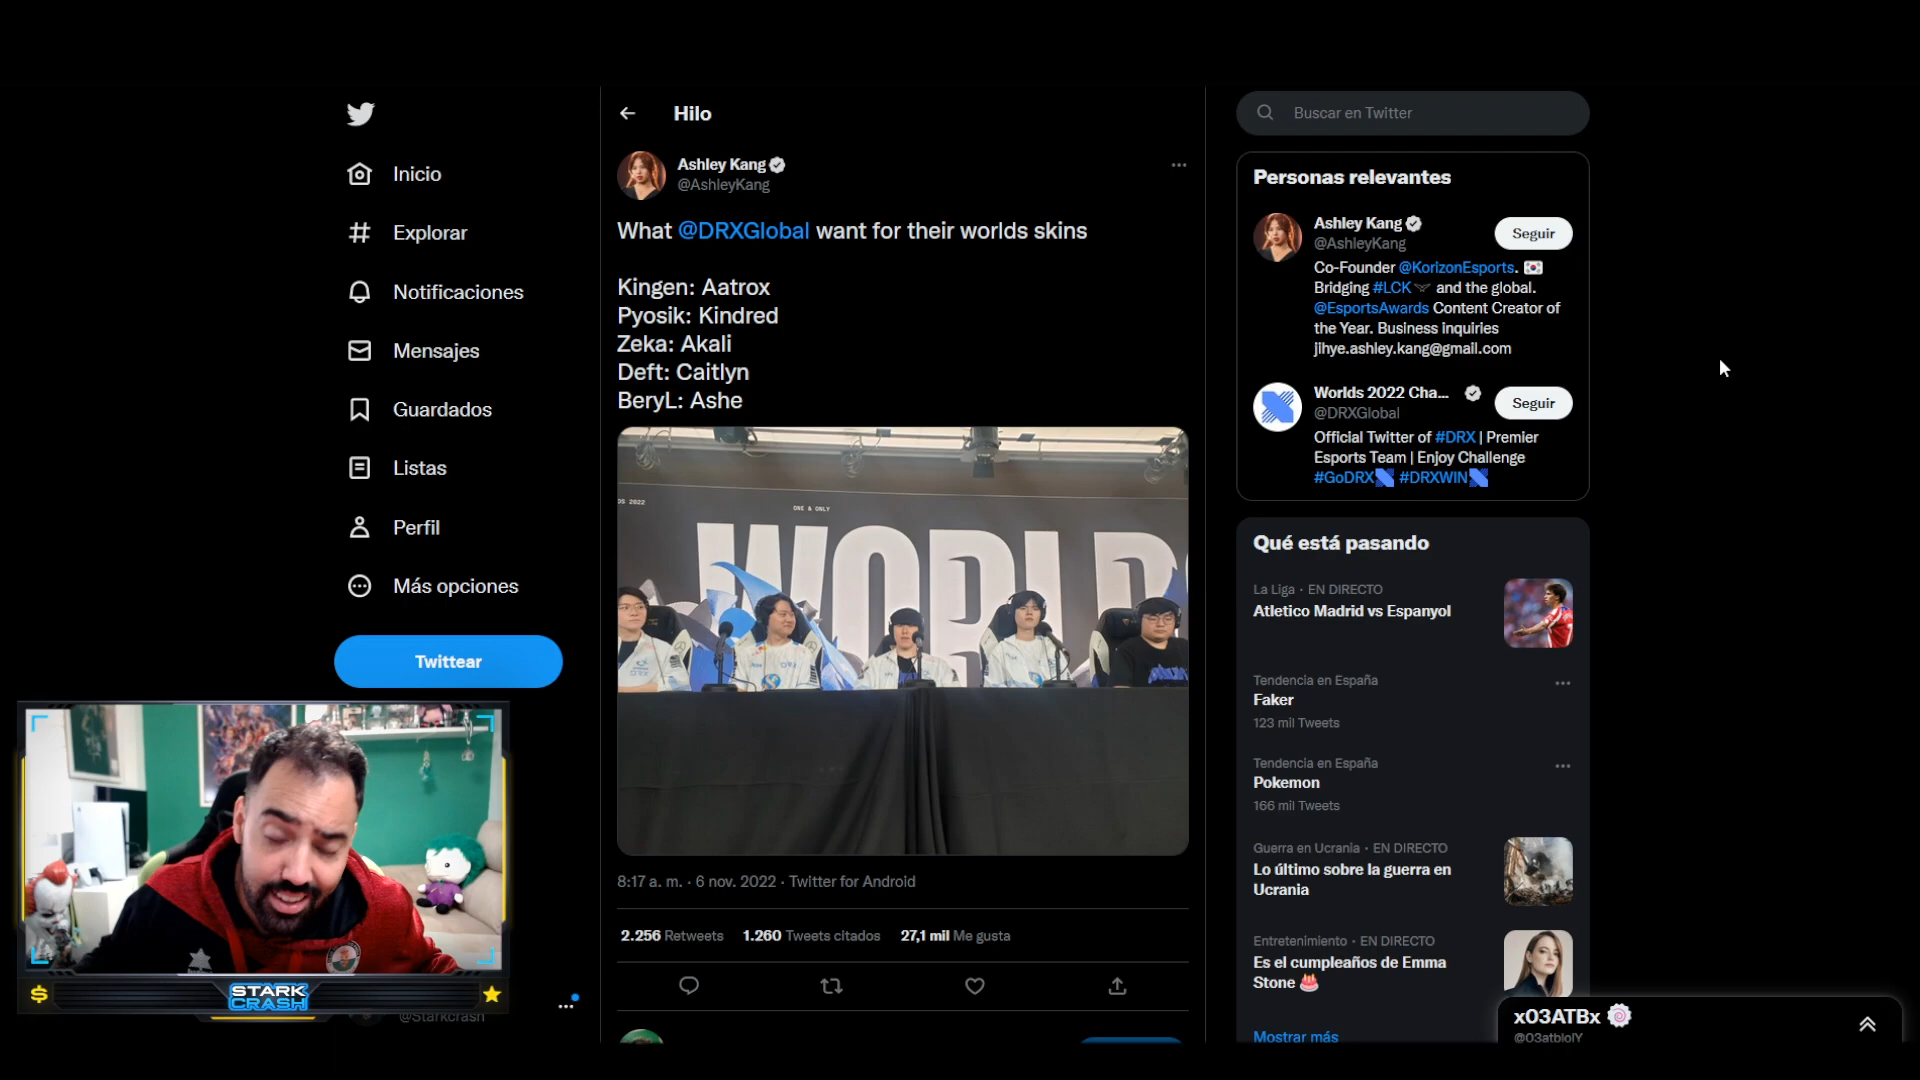 Inicio
Explorar
Notificaciones
Mensajes
Guardados
Listas
Perfil
Más opciones
Twittear
STARK
CRASH
@Starkcrash
Hilo
Ashley Kang
@AshleyKang
What @DRXGlobal want for their worlds skins
Kingen: Aatrox
Pyosik: Kindred
Zeka: Akali
Deft: Caitlyn
BeryL: Ashe
DS 2022
ONE & ONLY
WORLD
8:17 a. m. · 6 nov. 2022 · Twitter for Android
2.256 Retweets 1.260 Tweets citados 27,1 mil Me gusta
Buscar en Twitter
Personas relevantes
Ashley Kang
@AshleyKang
Seguir
Co-Founder @KorizonEsports.
Bridging #LCK and the global.
@EsportsAwards Content Creator of
the Year. Business inquiries
jihye.ashley.kang@gmail.com
Worlds 2022 Cha...
@DRXGlobal
Seguir
Official Twitter of #DRX | Premier
Esports Team | Enjoy Challenge
#GoDRX #DRXWIN
Qué está pasando
La Liga · EN DIRECTO
Atletico Madrid vs Espanyol
Tendencia en España
Faker
123 mil Tweets
Tendencia en España
Pokemon
166 mil Tweets
Guerra en Ucrania · EN DIRECTO
Lo último sobre la guerra en
Ucrania
Entretenimiento · EN DIRECTO
Es el cumpleaños de Emma
Stone
Mostrar más
x03ATBx